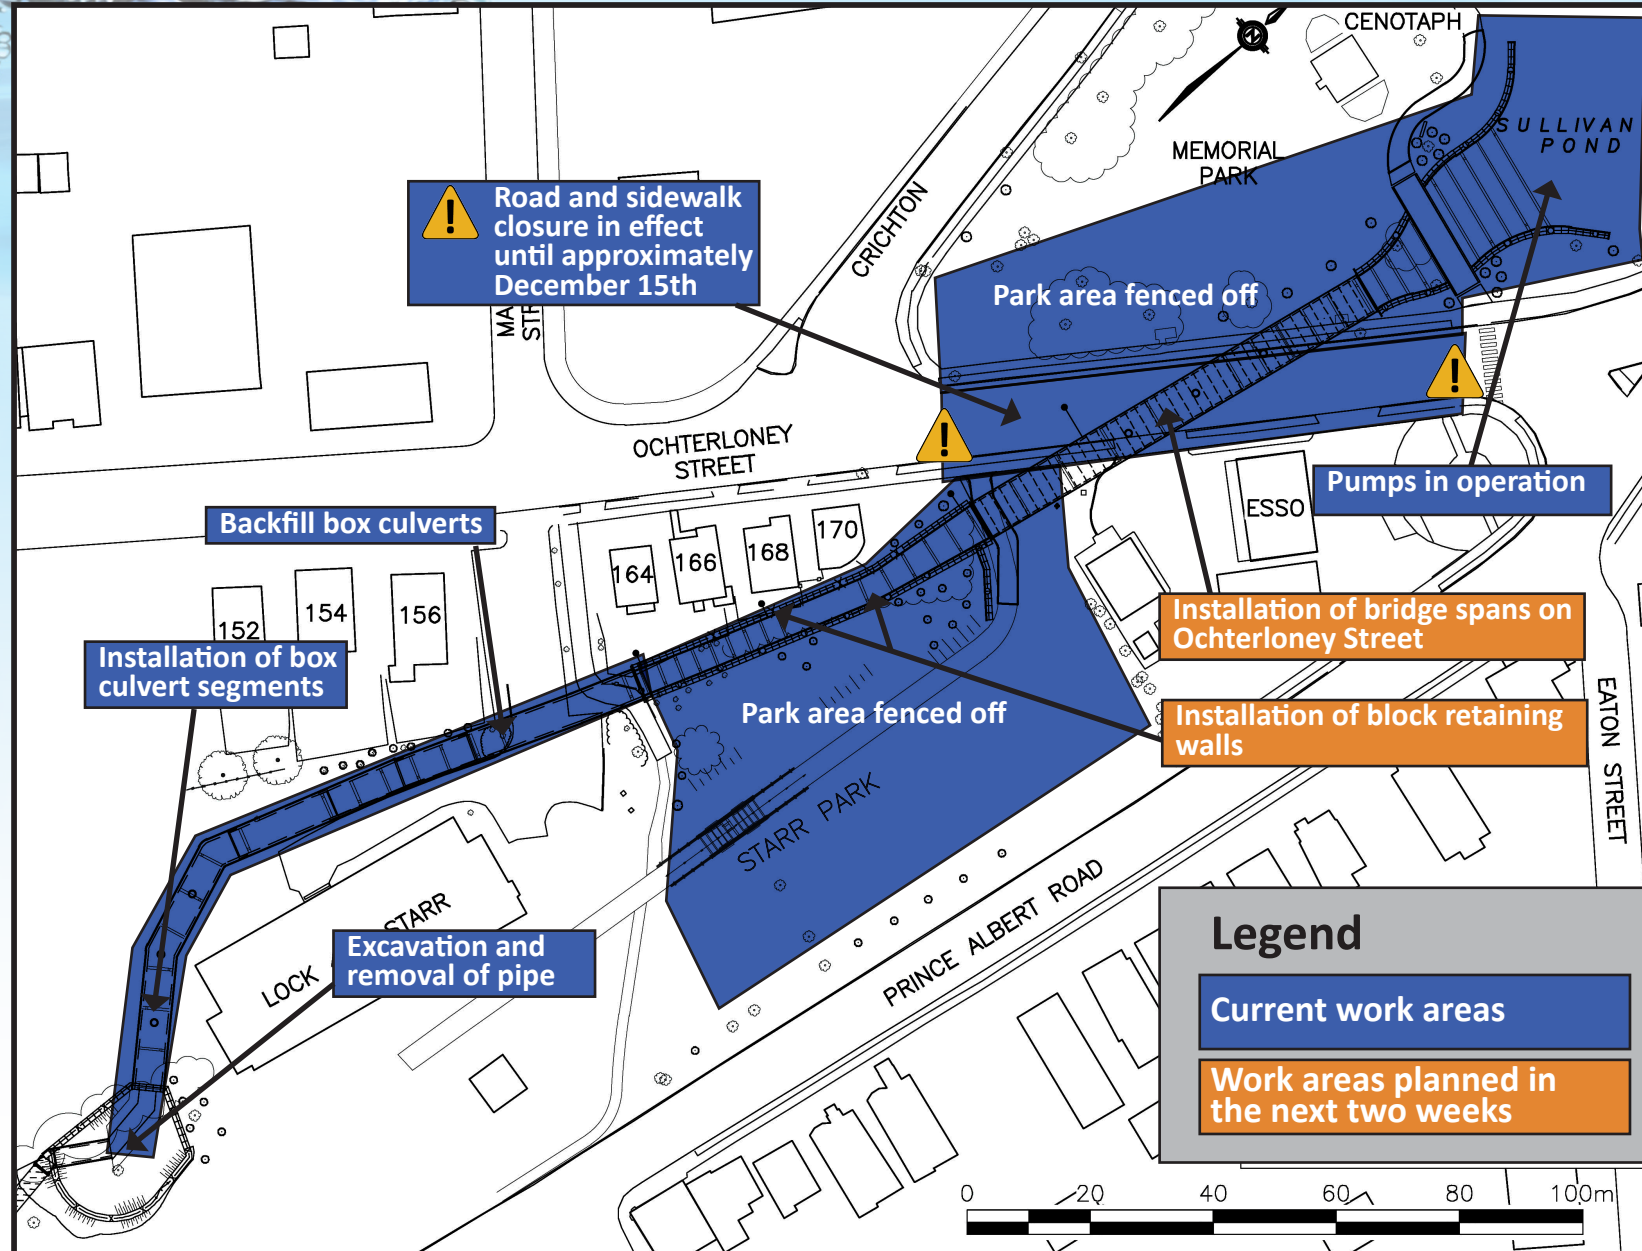 CENOTAPH
SULLIVAN
POND
MEMORIAL
PARK
Road and sidewalk
closure in effect
until approximately
December 15th
CRICHTON
Park area fenced off
OCHTERLONEY
STREET
Pumps in operation
ESSO
Backfill box culverts
170
168
166
164
156
154
152
Installation of bridge spans on
Ochterloney Street
Installation of box
culvert segments
Park area fenced off
Installation of block retaining
walls
EATON STREET
STARR PARK
PRINCE ALBERT ROAD
LOCK
STARR
Excavation and
removal of pipe
Legend
Current work areas
Work areas planned in
the next two weeks
0 20 40 60 80 100m